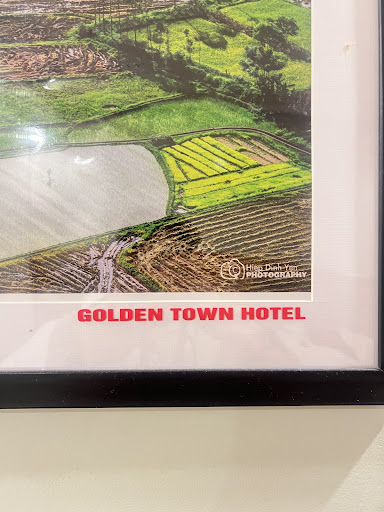 Hiep Dinh Yen
PHOTOGRAPHY
GOLDEN TOWN HOTEL